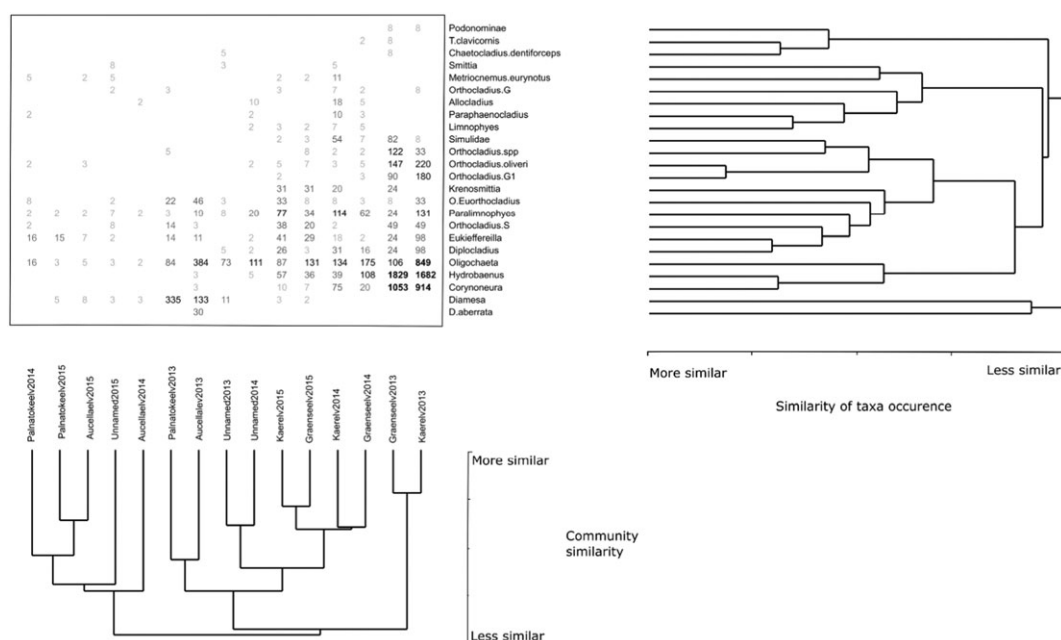 8 8 Podonominae
2 8 T.clavicornis
5 8 Chaetocladius.dentiforceps
8 3 5 Smittia
5 2 5 2 2 11 Metriocnemus.eurynotus
2 3 3 7 2 8 Orthocladius.G
2 10 18 5 Allocladius
2 2 10 3 Paraphaenocladius
2 3 2 7 5 Limnophyes
2 3 54 7 82 8 Simulidae
5 8 2 2 122 33 Orthocladius.spp
2 3 2 5 7 3 5 147 220 Orthocladius.oliveri
2 3 90 180 Orthocladius.G1
31 31 20 24 Krenosmittia
8 2 22 46 3 33 8 8 3 8 33 O.Euorthocladius
2 2 2 7 2 3 10 8 20 77 34 114 62 24 131 Paralimnophyes
2 8 14 3 38 20 2 49 49 Orthocladius.S
16 15 7 2 14 11 2 41 29 18 2 24 98 Eukieffereilla
5 2 26 3 31 16 24 98 Diplocladius
16 3 5 3 2 84 384 73 111 87 131 134 175 106 849 Oligochaeta
3 5 57 36 39 108 1829 1682 Hydrobaenus
3 10 7 75 20 1053 914 Corynoneura
5 8 3 3 335 133 11 3 2 Diamesa
30 D.aberrata
More similar Less similar
Similarity of taxa occurence
Palnatokeelv2014
Palnatokeelv2015
Aucellaelv2015
Unnamed2015
Aucellaelv2014
Palnatokeelv2013
Aucellalev2013
Unnamed2013
Unnamed2014
Kaerelv2015
Graenseelv2015
Kaerelv2014
Graenseelv2014
Graenseelv2013
Kaerelv2013
More similar
Community
similarity
Less similar